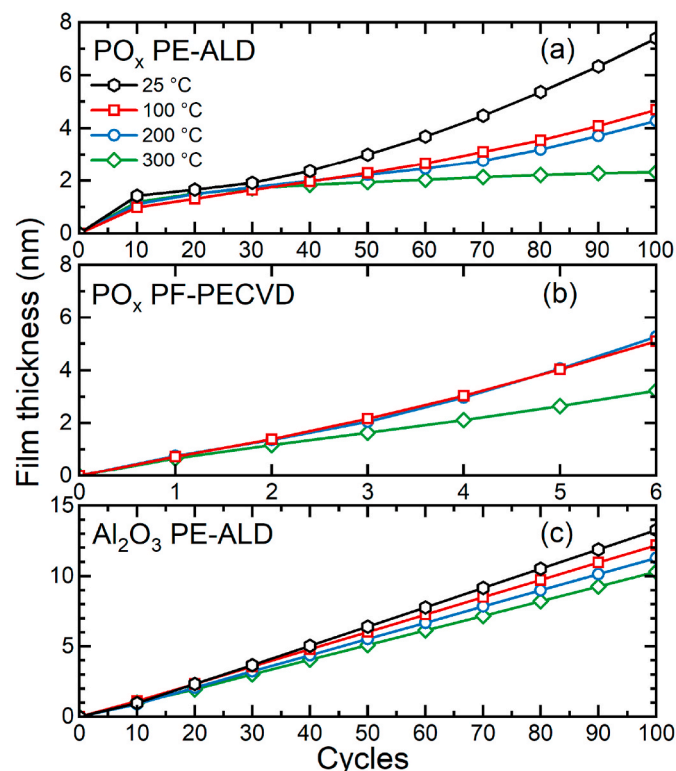 Film thickness (nm)
POx PE-ALD (a)
25 °C
100 °C
200 °C
300 °C
8
6
4
2
0
0 10 20 30 40 50 60 70 80 90 100
POx PF-PECVD (b)
8
6
4
2
0
0 1 2 3 4 5 6
Al2O3 PE-ALD (c)
15
10
5
0
0 10 20 30 40 50 60 70 80 90 100
Cycles